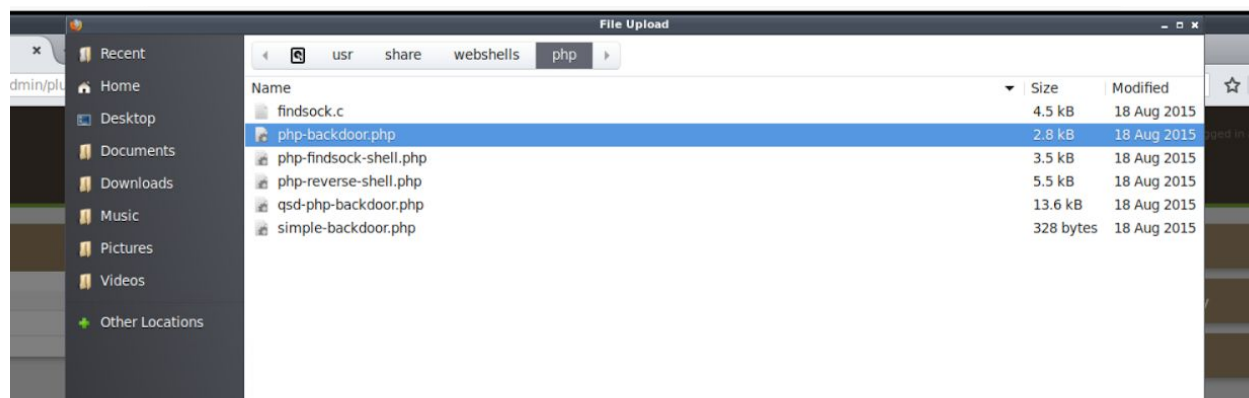 File Upload
Recent
usr share webshells php
dmin/plu
Home
Name Size Modified
findsock.c 4.5 kB 18 Aug 2015
Desktop
php-backdoor.php 2.8 kB 18 Aug 2015
gged in
Documents
php-findsock-shell.php 3.5 kB 18 Aug 2015
Downloads
php-reverse-shell.php 5.5 kB 18 Aug 2015
Music
qsd-php-backdoor.php 13.6 kB 18 Aug 2015
simple-backdoor.php 328 bytes 18 Aug 2015
Pictures
Videos
Other Locations